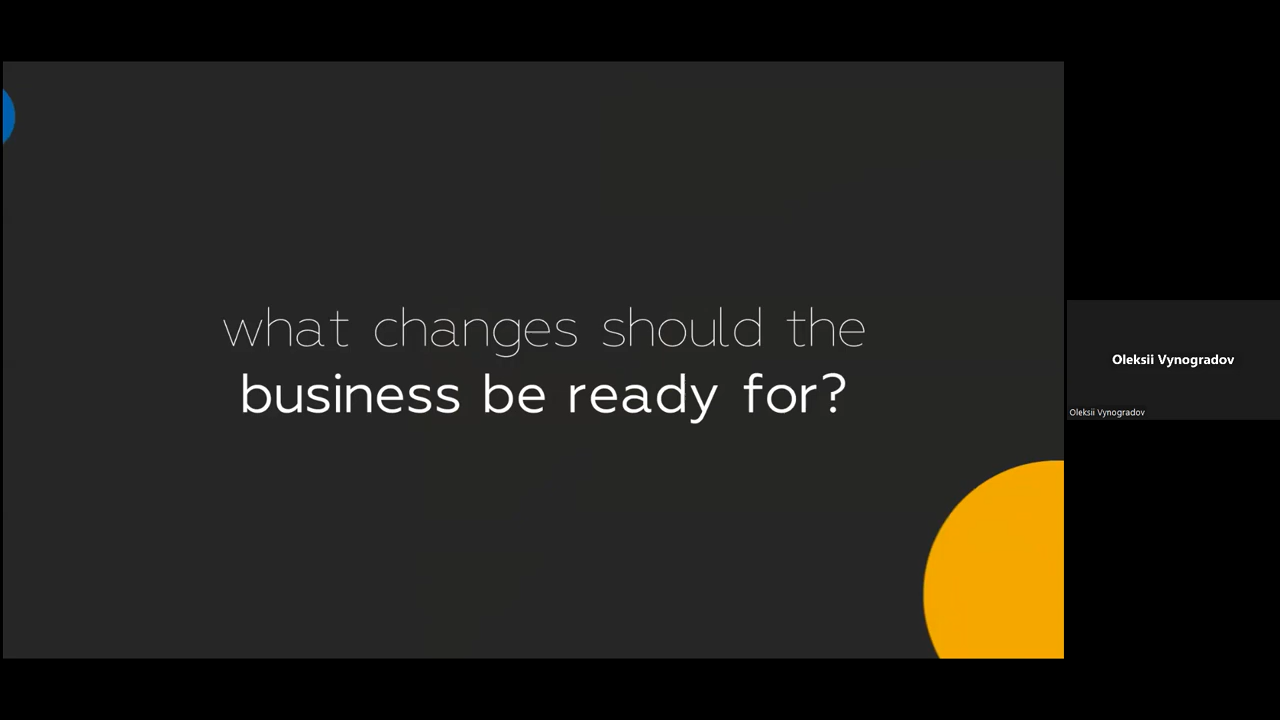 what changes should the
business be ready for?
Oleksii Vynogradov
Oleksii Vynogradov